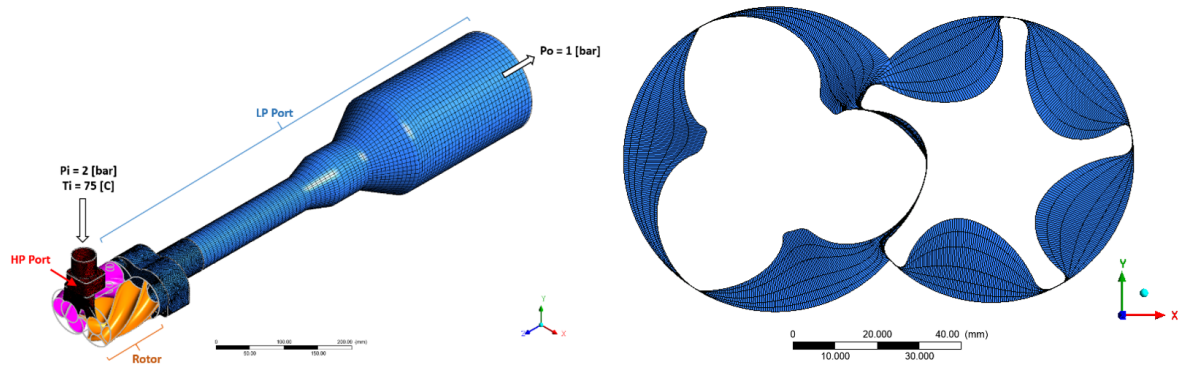 Po = 1 [bar]
LP Port
Pi = 2 [bar]
Ti = 75 [C]
HP Port
Rotor
0.00 100.00 200.00 (mm)
50.00 150.00
Y
X
Z
0 20.000 40.00 (mm)
10.000 30.000
Y
X